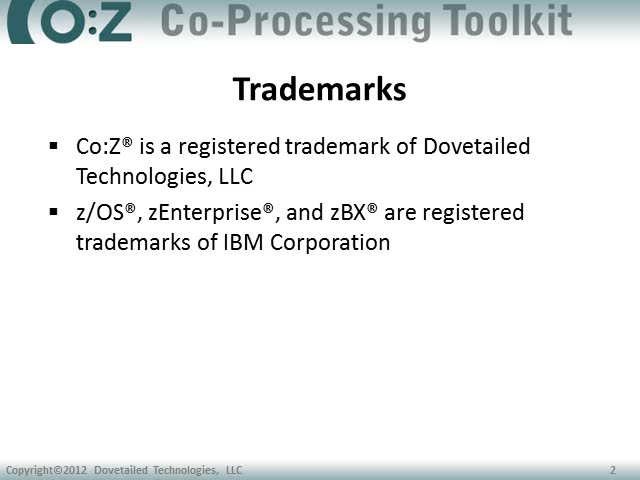 CO:Z Co-Processing Toolkit
Trademarks
▪ Co:Z® is a registered trademark of Dovetailed
Technologies, LLC
▪ z/OS®, zEnterprise®, and zBX® are registered
trademarks of IBM Corporation
Copyright©2012 Dovetailed Technologies, LLC 2